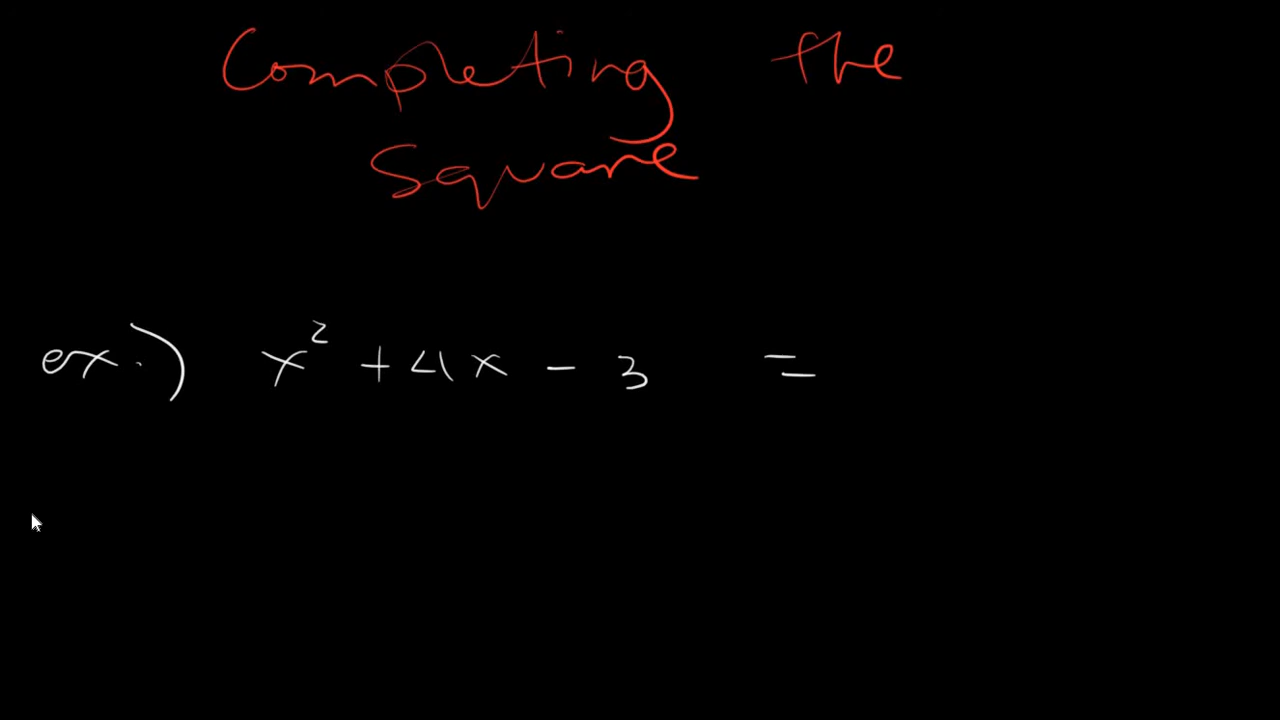 Completing the
Square
ex.) x² + 4x - 3 =